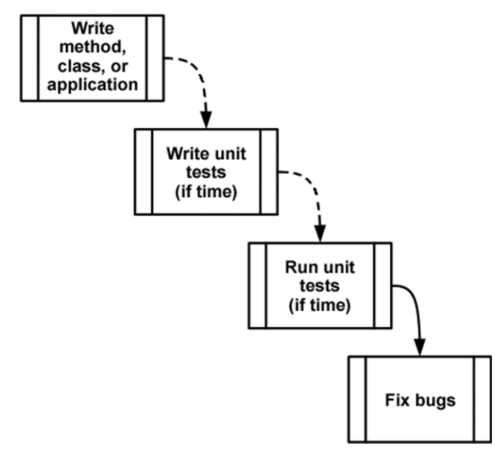 Write
method,
class, or
application
Write unit
tests
(if time)
Run unit
tests
(if time)
Fix bugs